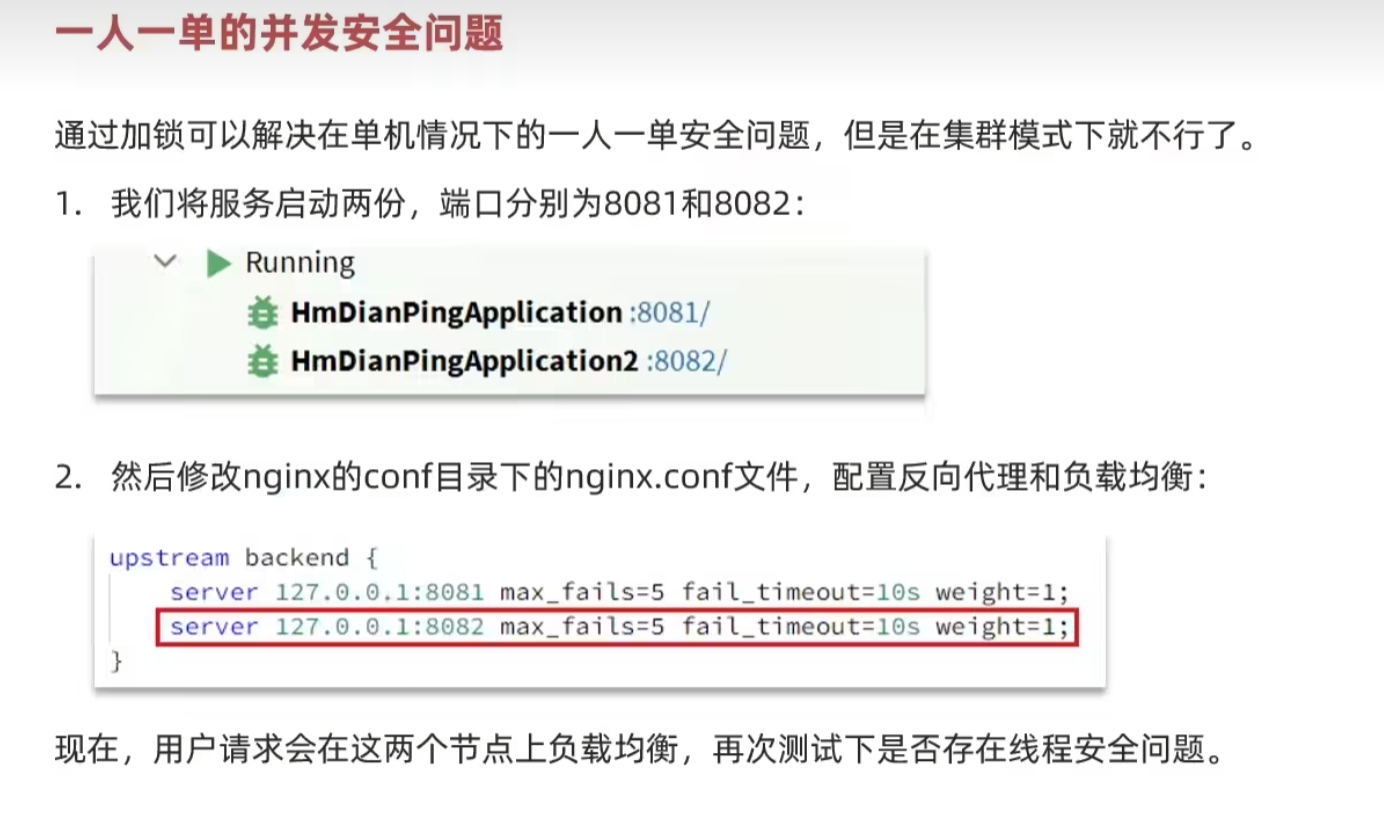 一人一单的并发安全问题
通过加锁可以解决在单机情况下的一人一单安全问题，但是在集群模式下就不行了。
1. 我们将服务启动两份，端口分别为8081和8082：
Running
HmDianPingApplication :8081/
HmDianPingApplication2 :8082/
2. 然后修改nginx的conf目录下的nginx.conf文件，配置反向代理和负载均衡：
upstream backend {
server 127.0.0.1:8081 max_fails=5 fail_timeout=10s weight=1;
server 127.0.0.1:8082 max_fails=5 fail_timeout=10s weight=1;
}
现在，用户请求会在这两个节点上负载均衡，再次测试下是否存在线程安全问题。